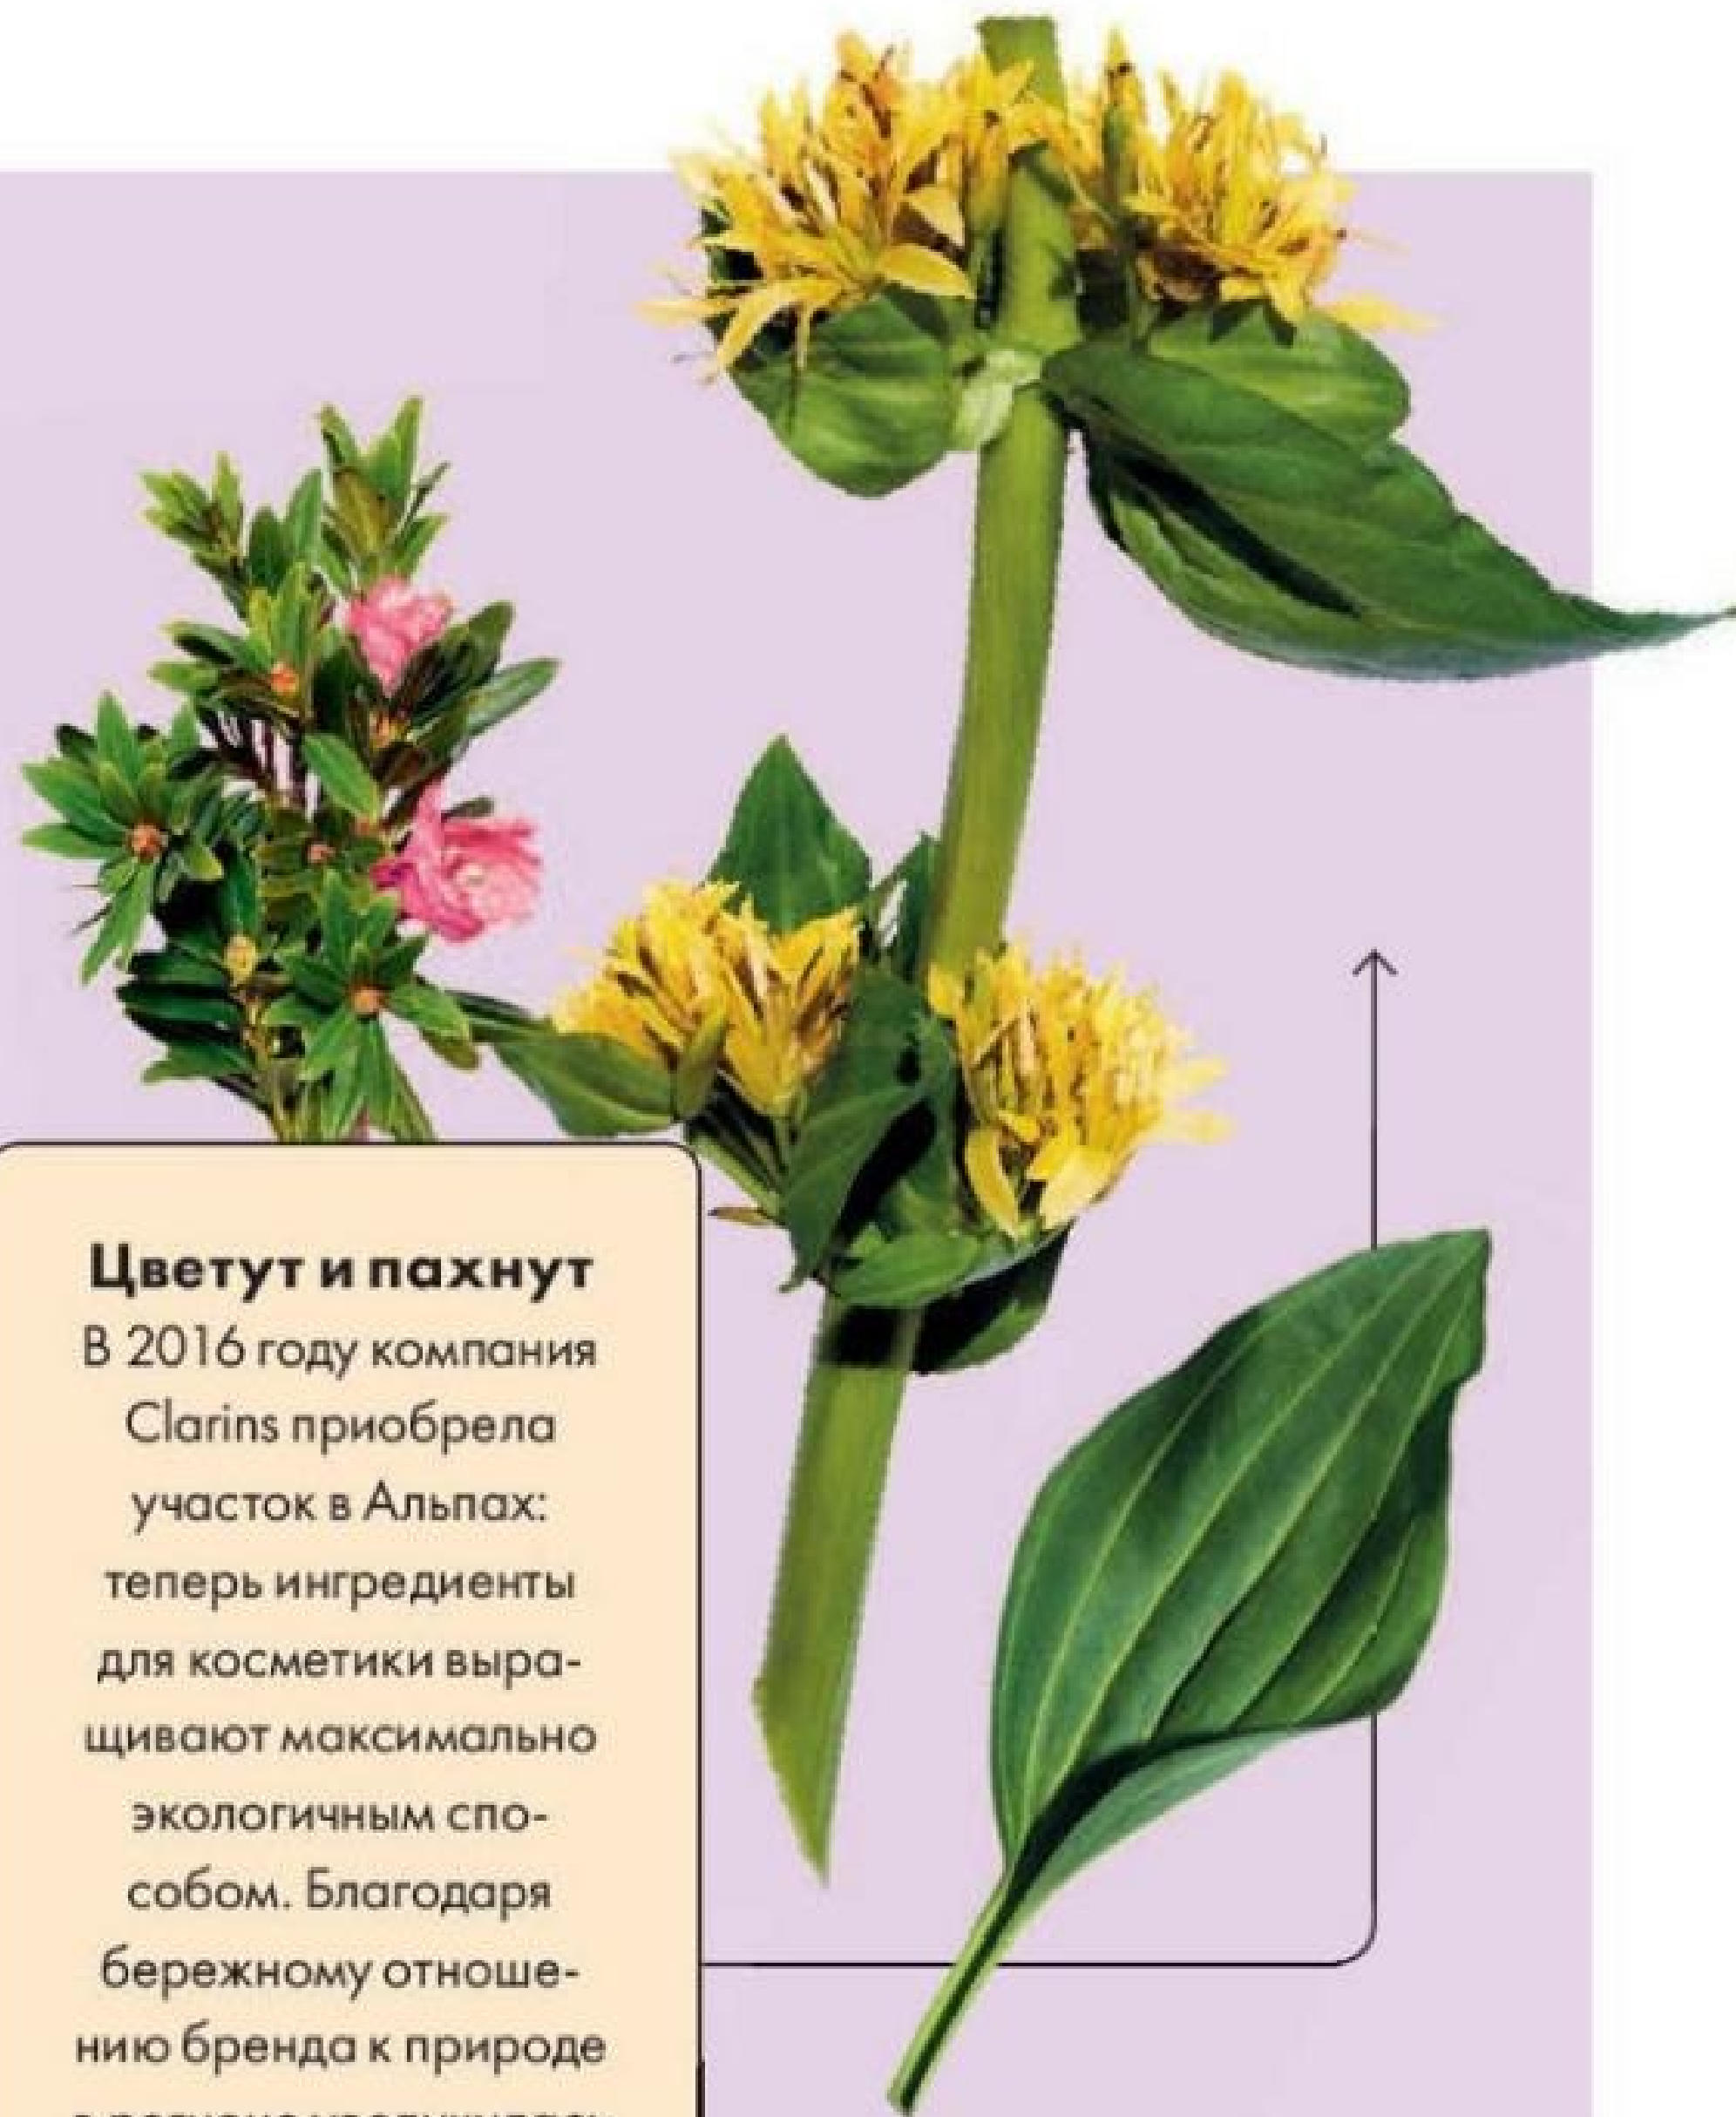 Цветут и пахнут
В 2016 году компания
Clarins приобрела
участок в Альпах:
теперь ингредиенты
для косметики выра-
щивают максимально
экологичным спо-
собом. Благодаря
бережному отноше-
нию бренда к природе